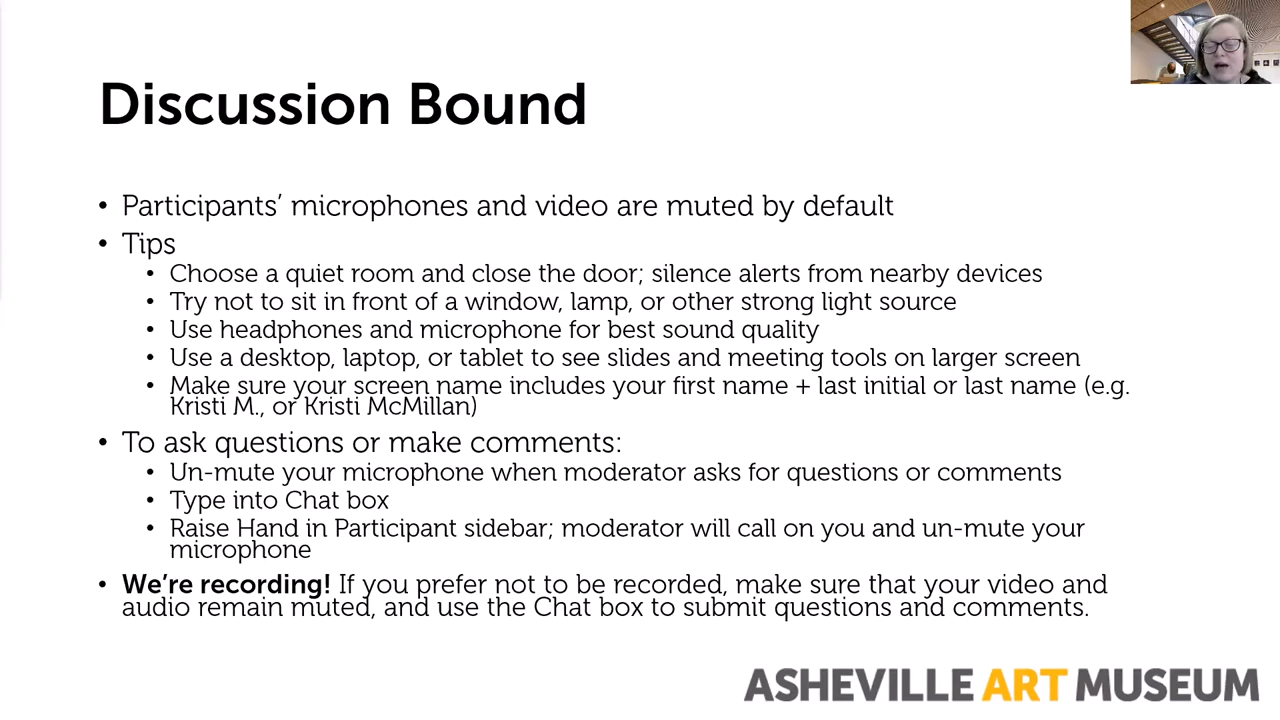 Discussion Bound
• Participants’ microphones and video are muted by default
• Tips
• Choose a quiet room and close the door; silence alerts from nearby devices
• Try not to sit in front of a window, lamp, or other strong light source
• Use headphones and microphone for best sound quality
• Use a desktop, laptop, or tablet to see slides and meeting tools on larger screen
• Make sure your screen name includes your first name + last initial or last name (e.g.
Kristi M., or Kristi McMillan)
• To ask questions or make comments:
• Un-mute your microphone when moderator asks for questions or comments
• Type into Chat box
• Raise Hand in Participant sidebar; moderator will call on you and un-mute your
microphone
• We’re recording! If you prefer not to be recorded, make sure that your video and
audio remain muted, and use the Chat box to submit questions and comments.
ASHEVILLE ART MUSEUM